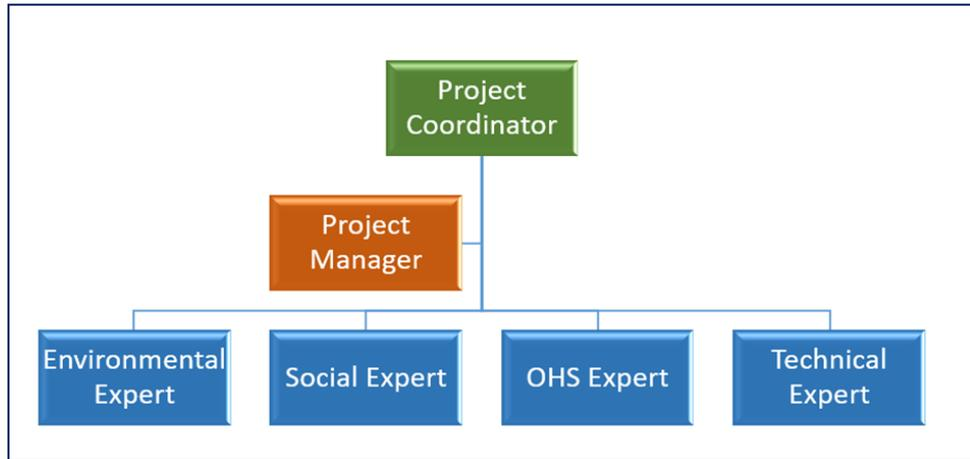 Project
Coordinator
Project
Manager
Environmental
Expert
Social Expert
OHS Expert
Technical
Expert